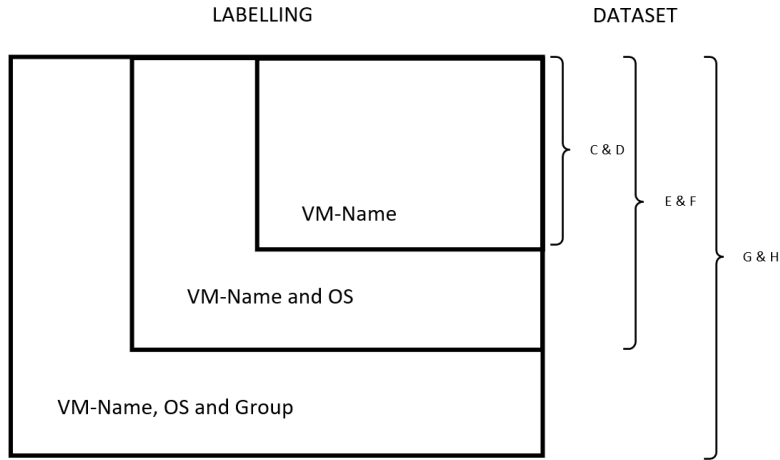 LABELLING
DATASET
C & D
VM-Name
E & F
G & H
VM-Name and OS
VM-Name, OS and Group